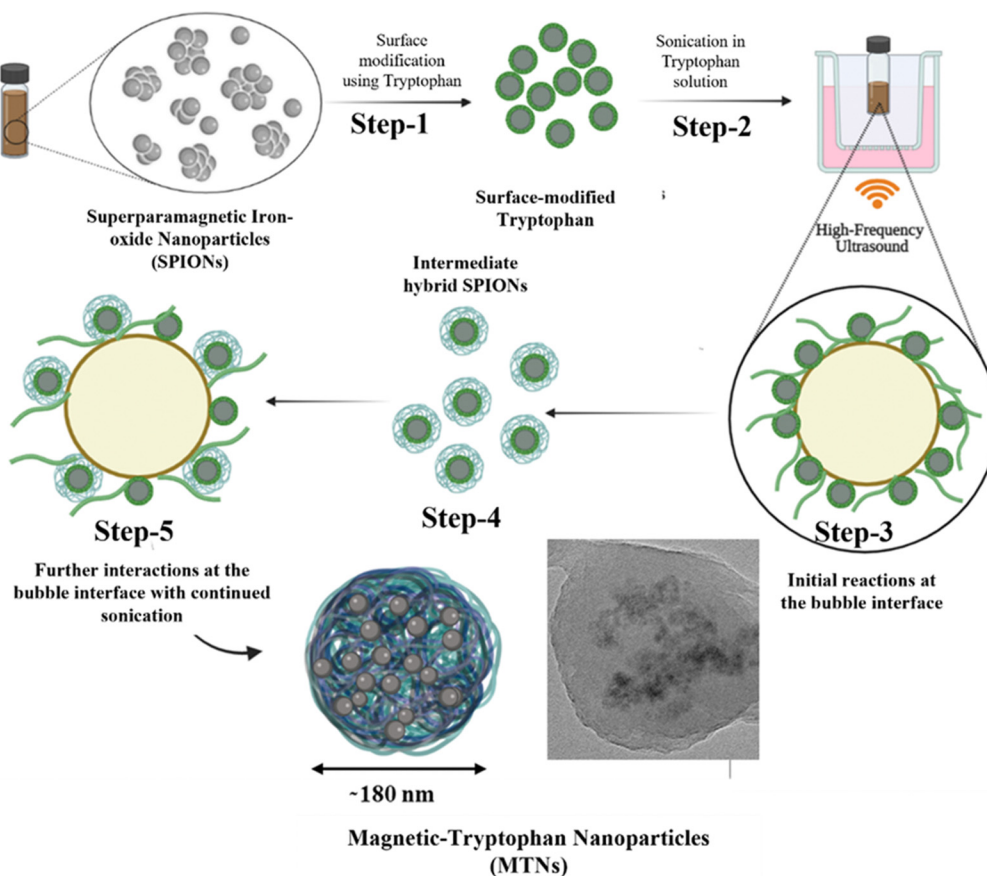 Surface
modification
using Tryptophan
Step-1
Sonication in
Tryptophan
solution
Step-2
Superparamagnetic Iron-
oxide Nanoparticles
(SPIONs)
Surface-modified
Tryptophan
High-Frequency
Ultrasound
Intermediate
hybrid SPIONs
Step-5
Step-4
Step-3
Further interactions at the
bubble interface with continued
sonication
Initial reactions at
the bubble interface
~180 nm
Magnetic-Tryptophan Nanoparticles
(MTNs)